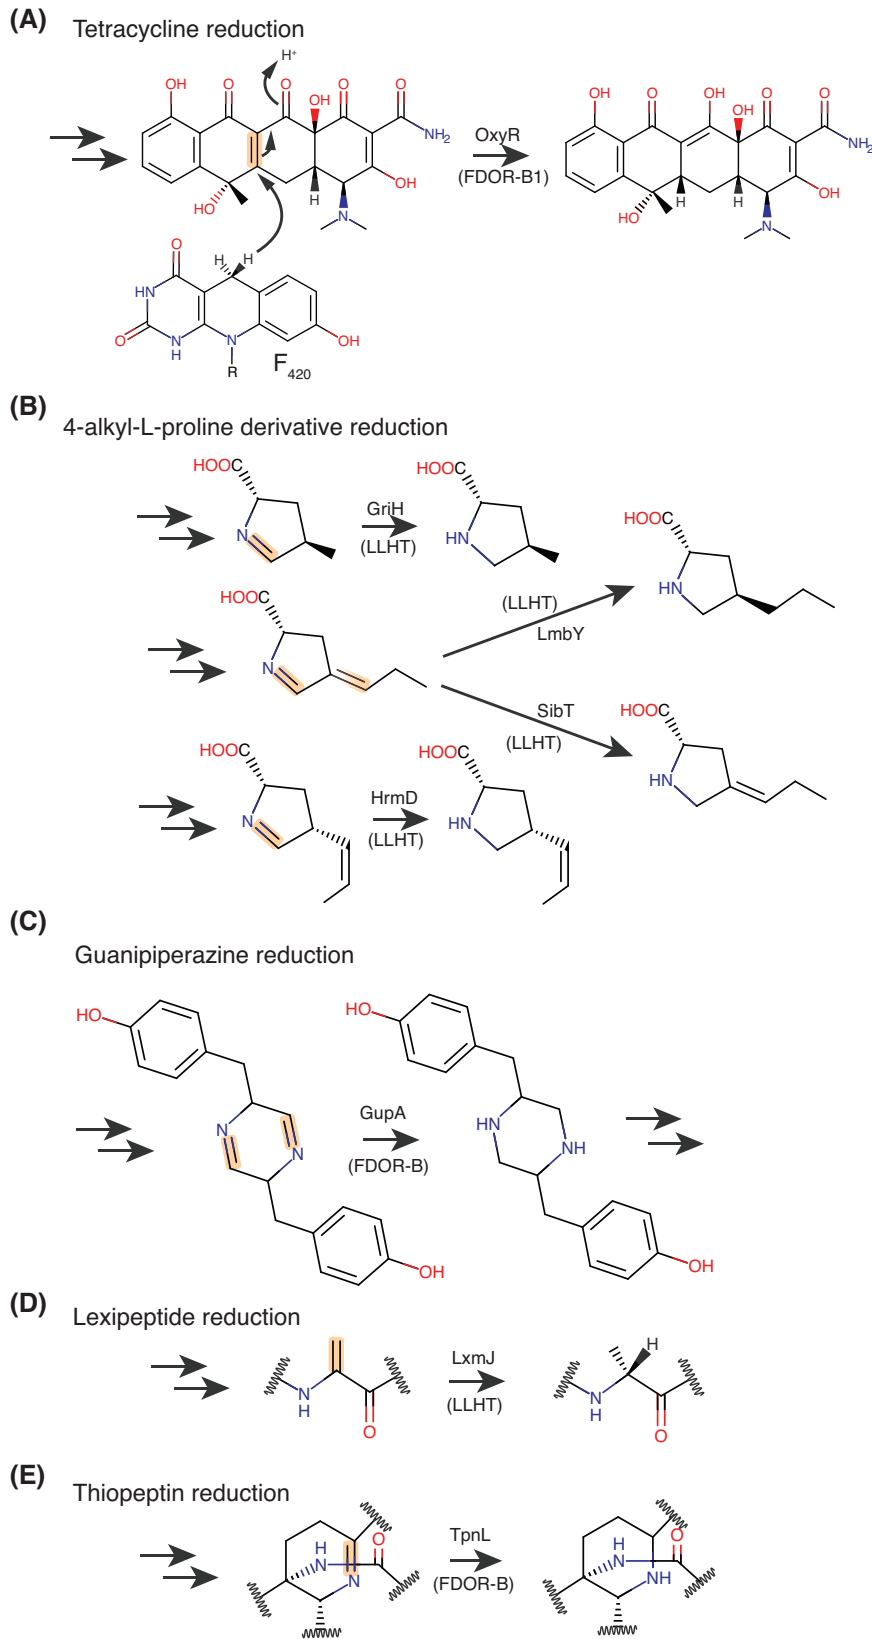 (A)
Tetracycline reduction
H⁺
OH O O O O
OH
NH₂
OH
HO
H
N
OxyR
(FDOR-B1)
OH O OH O O
OH
NH₂
OH
HO
H H
N
O
H H
HN
O
N
H
N
R
OH
F₄₂₀
(B)
4-alkyl-L-proline derivative reduction
HOOC
N
GriH
(LLHT)
HOOC
HN
HOOC
N
(LLHT)
LmbY
HOOC
HN
SibT
(LLHT)
HOOC
HN
HOOC
N
HrmD
(LLHT)
HOOC
HN
(C)
Guanipiperazine reduction
HO
N
N
OH
GupA
(FDOR-B)
HO
HN
NH
OH
(D)
Lexipeptide reduction
N
H
O
LxmJ
(LLHT)
H
N
H
O
(E)
Thiopeptin reduction
H
N
O
N
TpnL
(FDOR-B)
H
N
O
NH